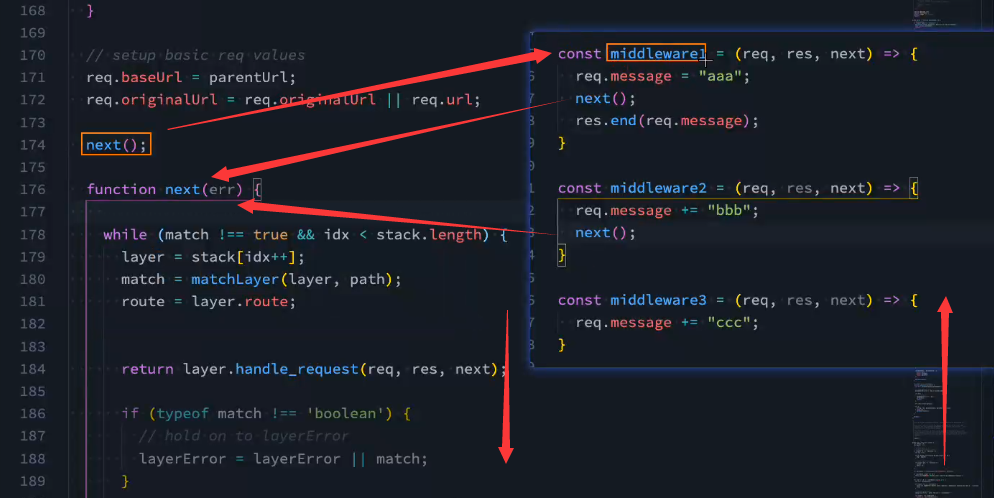 168 }
169
170 // setup basic req values
171 req.baseUrl = parentUrl;
172 req.originalUrl = req.originalUrl || req.url;
173
174 next();
175
176 function next(err) {
177
178 while (match !== true && idx < stack.length) {
179 layer = stack[idx++];
180 match = matchLayer(layer, path);
181 route = layer.route;
182
183
184 return layer.handle_request(req, res, next);
185
186 if (typeof match !== 'boolean') {
187 // hold on to layerError
188 layerError = layerError || match;
189 }
const middleware1 = (req, res, next) => {
req.message = "aaa";
next();
res.end(req.message);
}
const middleware2 = (req, res, next) => {
req.message += "bbb";
next();
}
const middleware3 = (req, res, next) => {
req.message += "ccc";
}